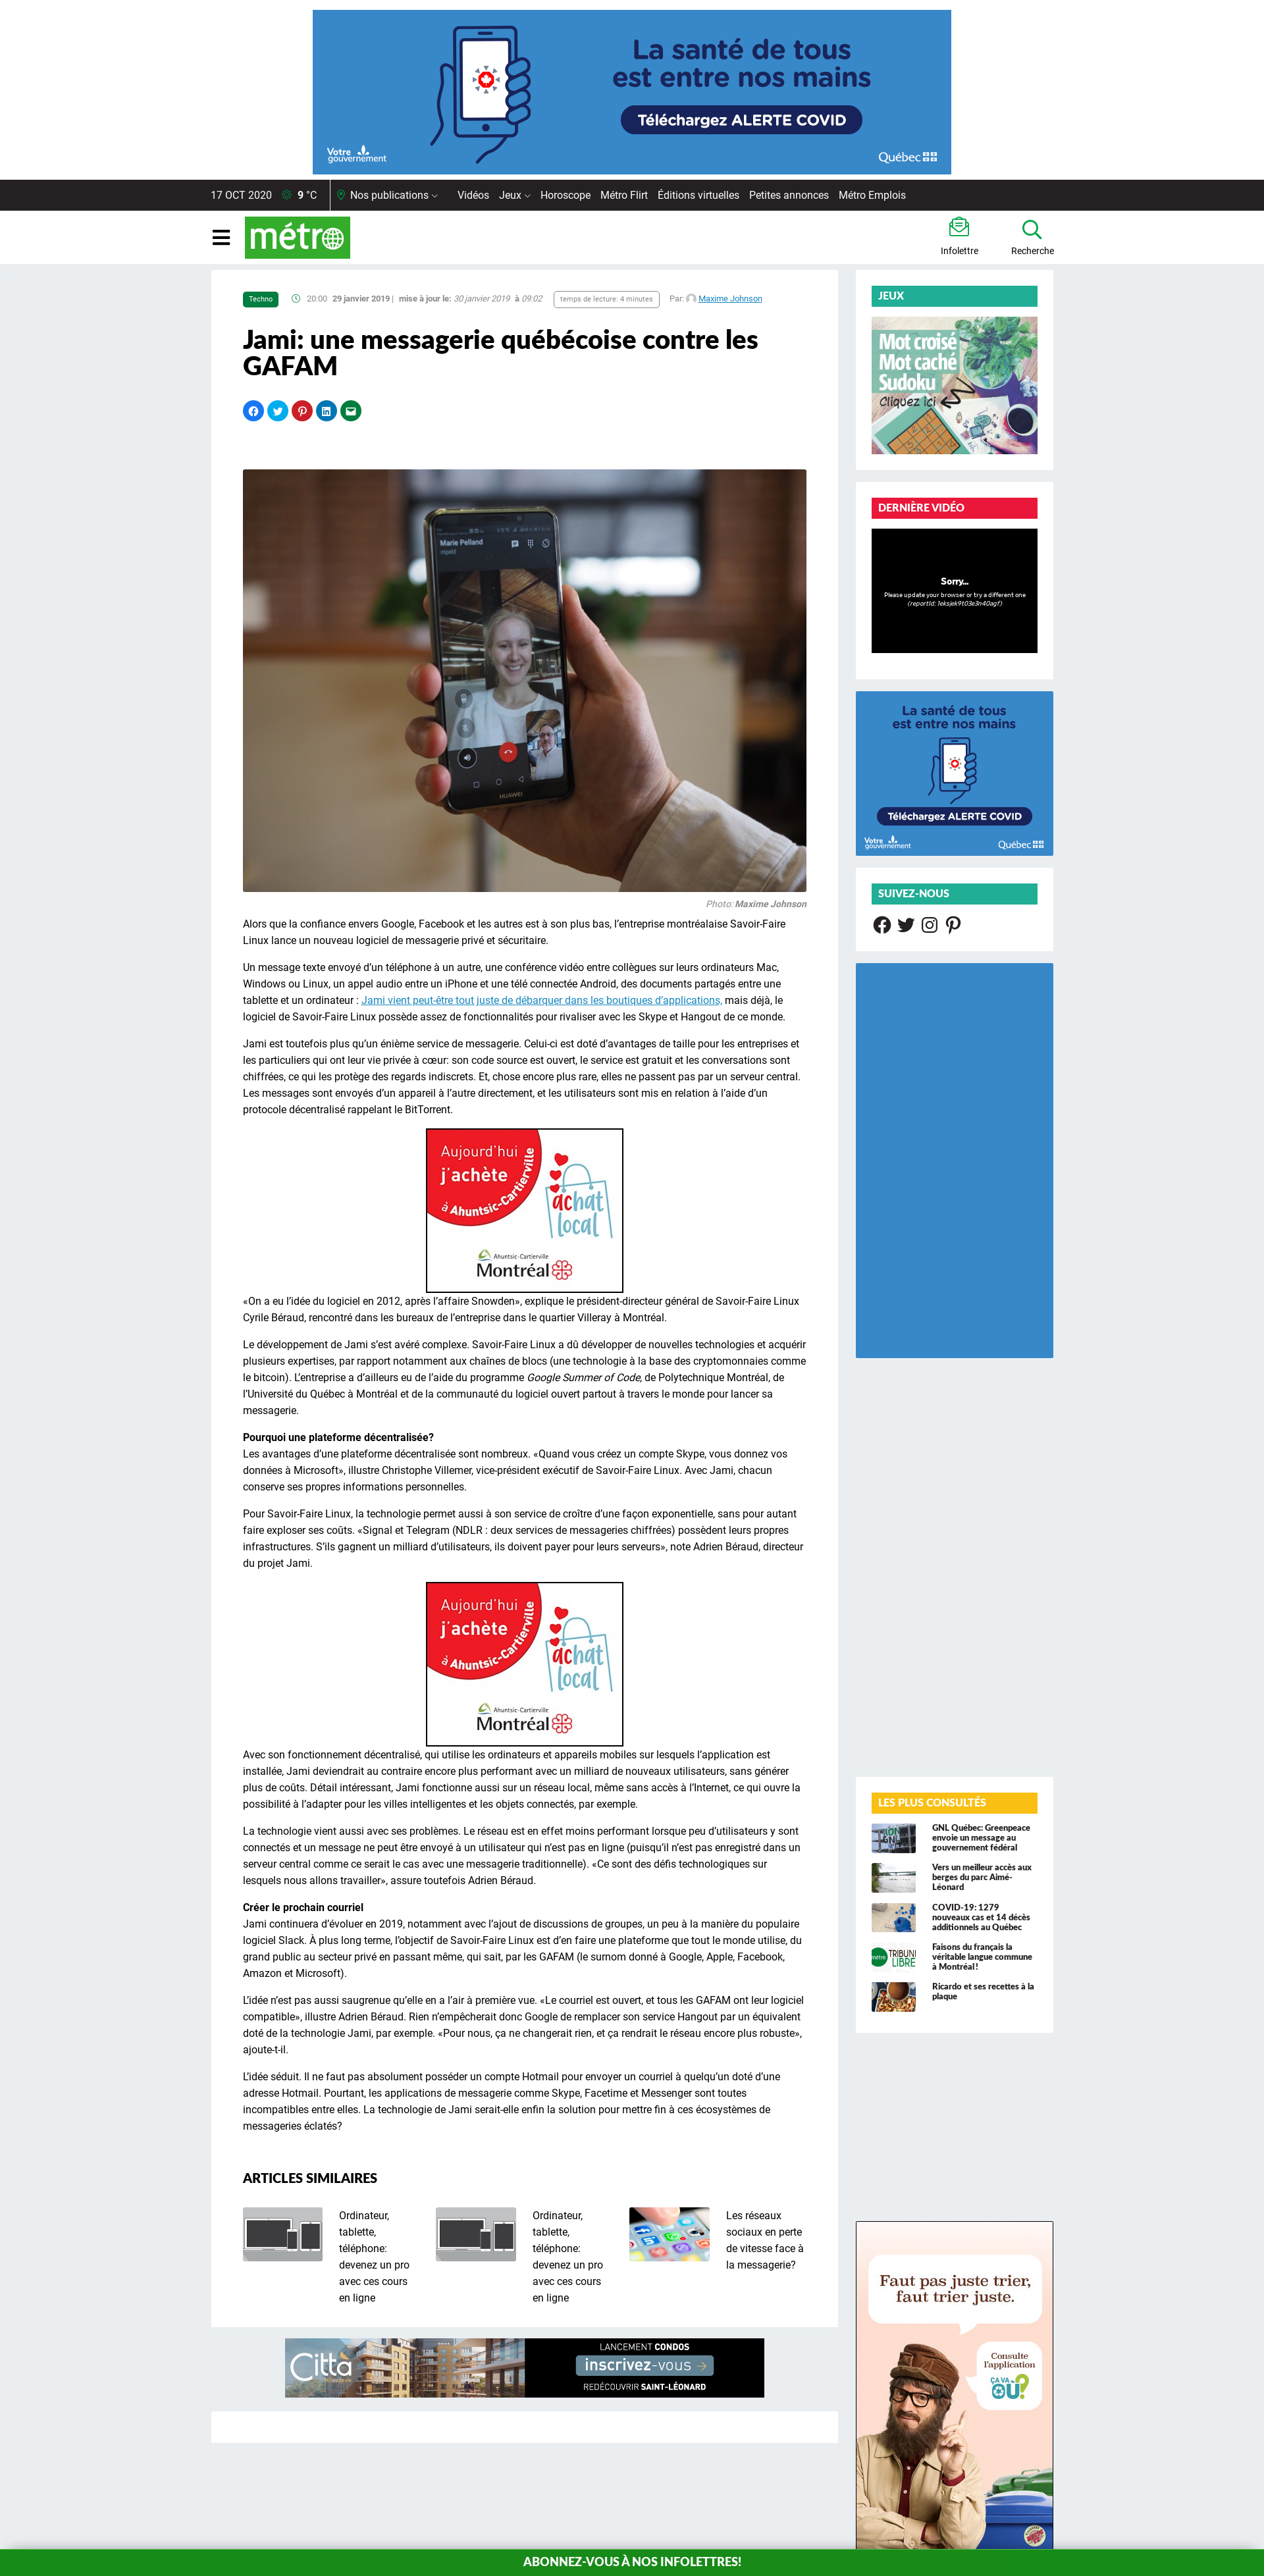 La santé de tous
est entre nos mains
Téléchargez ALERTE COVID
Votre
gouvernement
Québec
17 OCT 2020 9 °C Nos publications Vidéos Jeux Horoscope Métro Flirt Éditions virtuelles Petites annonces Métro Emplois
métro
Infolettre
Recherche
Techno 20:00 29 janvier 2019 | mise à jour le: 30 janvier 2019 à 09:02 temps de lecture: 4 minutes Par: Maxime Johnson
Jami: une messagerie québécoise contre les
GAFAM
Marie Pelland
mpeld
HUAWEI
Photo: Maxime Johnson
Alors que la confiance envers Google, Facebook et les autres est à son plus bas, l’entreprise montréalaise Savoir-Faire
Linux lance un nouveau logiciel de messagerie privé et sécuritaire.
Un message texte envoyé d’un téléphone à un autre, une conférence vidéo entre collègues sur leurs ordinateurs Mac,
Windows ou Linux, un appel audio entre un iPhone et une télé connectée Android, des documents partagés entre une
tablette et un ordinateur : Jami vient peut-être tout juste de débarquer dans les boutiques d’applications, mais déjà, le
logiciel de Savoir-Faire Linux possède assez de fonctionalités pour rivaliser avec les Skype et Hangout de ce monde.
Jami est toutefois plus qu’un énième service de messagerie. Celui-ci est doté d’avantages de taille pour les entreprises et
les particuliers qui ont leur vie privée à cœur: son code source est ouvert, le service est gratuit et les conversations sont
chiffrées, ce qui les protège des regards indiscrets. Et, chose encore plus rare, elles ne passent pas par un serveur central.
Les messages sont envoyés d’un appareil à l’autre directement, et les utilisateurs sont mis en relation à l’aide d’un
protocole décentralisé rappelant le BitTorrent.
Aujourd'hui
j'achète
à Ahuntsic-Cartierville
achat
local
Ahuntsic-Cartierville
Montréal
«On a eu l’idée du logiciel en 2012, après l’affaire Snowden», explique le président-directeur général de Savoir-Faire Linux
Cyrile Béraud, rencontré dans les bureaux de l’entreprise dans le quartier Villeray à Montréal.
Le développement de Jami s’est avéré complexe. Savoir-Faire Linux a dû développer de nouvelles technologies et acquérir
plusieurs expertises, par rapport notamment aux chaînes de blocs (une technologie à la base des cryptomonnaies comme
le bitcoin). L’entreprise a d’ailleurs eu de l’aide du programme Google Summer of Code, de Polytechnique Montréal, de
l’Université du Québec à Montréal et de la communauté du logiciel ouvert partout à travers le monde pour lancer sa
messagerie.
Pourquoi une plateforme décentralisée?
Les avantages d’une plateforme décentralisée sont nombreux. «Quand vous créez un compte Skype, vous donnez vos
données à Microsoft», illustre Christophe Villemer, vice-président exécutif de Savoir-Faire Linux. Avec Jami, chacun
conserve ses propres informations personnelles.
Pour Savoir-Faire Linux, la technologie permet aussi à son service de croître d’une façon exponentielle, sans pour autant
faire exploser ses coûts. «Signal et Telegram (NDLR : deux services de messageries chiffrées) possèdent leurs propres
infrastructures. S’ils gagnent un milliard d’utilisateurs, ils doivent payer pour leurs serveurs», note Adrien Béraud, directeur
du projet Jami.
Aujourd'hui
j'achète
à Ahuntsic-Cartierville
achat
local
Ahuntsic-Cartierville
Montréal
Avec son fonctionnement décentralisé, qui utilise les ordinateurs et appareils mobiles sur lesquels l’application est
installée, Jami deviendrait au contraire encore plus performant avec un milliard de nouveaux utilisateurs, sans générer
plus de coûts. Détail intéressant, Jami fonctionne aussi sur un réseau local, même sans accès à l’Internet, ce qui ouvre la
possibilité à l’adapter pour les villes intelligentes et les objets connectés, par exemple.
La technologie vient aussi avec ses problèmes. Le réseau est en effet moins performant lorsque peu d’utilisateurs y sont
connectés et un message ne peut pas être envoyé à un utilisateur qui n’est pas en ligne (puisqu’il n’est pas enregistré dans un
serveur central comme ce serait le cas avec une messagerie traditionnelle). «Ce sont des défis technologiques sur
lesquels nous allons travailler», assure toutefois Adrien Béraud.
Créer le prochain courriel
Jami continuera d’évoluer en 2019, notamment avec l’ajout de discussions de groupes, un peu à la manière du populaire
logiciel Slack. À plus long terme, l’objectif de Savoir-Faire Linux est d’en faire une plateforme que tout le monde utilise, du
grand public au secteur privé en passant même, qui sait, par les GAFAM (le surnom donné à Google, Apple, Facebook,
Amazon et Microsoft).
L’idée n’est pas aussi saugrenue qu’elle en a l’air à première vue. «Le courriel est ouvert, et tous les GAFAM ont leur logiciel
compatible», illustre Adrien Béraud. Rien n’empêcherait donc Google de remplacer son service Hangout par un équivalent
doté de la technologie Jami, par exemple. «Pour nous, ça ne changerait rien, et ça rendrait le réseau encore plus robuste»,
ajoute-t-il.
L’idée séduit. Il ne faut pas absolument posséder un compte Hotmail pour envoyer un courriel à quelqu’un doté d’une
adresse Hotmail. Pourtant, les applications de messagerie comme Skype, Facetime et Messenger sont toutes
incompatibles entre elles. La technologie de Jami serait-elle enfin la solution pour mettre fin à ces écosystèmes de
messageries éclatés?
ARTICLES SIMILAIRES
Ordinateur,
tablette,
téléphone:
devenez un pro
avec ces cours
en ligne
Ordinateur,
tablette,
téléphone:
devenez un pro
avec ces cours
en ligne
Les réseaux
sociaux en perte
de vitesse face à
la messagerie?
Città
LANCEMENT CONDOS
inscrivez-vous →
REDÉCOUVRIR SAINT-LÉONARD
JEUX
Mot croisé
Mot caché
Sudoku
Cliquez ici
DERNIÈRE VIDÉO
Sorry...
Please update your browser or try a different one
(reportId: 1eksjek9t03e3n40agf)
La santé de tous
est entre nos mains
Téléchargez ALERTE COVID
Votre
gouvernement
Québec
SUIVEZ-NOUS
LES PLUS CONSULTÉS
GNL Québec: Greenpeace
envoie un message au
gouvernement fédéral
Vers un meilleur accès aux
berges du parc Aimé-
Léonard
COVID-19: 1279
nouveaux cas et 14 décès
additionnels au Québec
métro
TRIBUNE
LIBRE
Faisons du français la
véritable langue commune
à Montréal!
Ricardo et ses recettes à la
plaque
Faut pas juste trier,
faut trier juste.
Consulte
l'application
ÇA VA
OÙ?
ABONNEZ-VOUS À NOS INFOLETTRES!